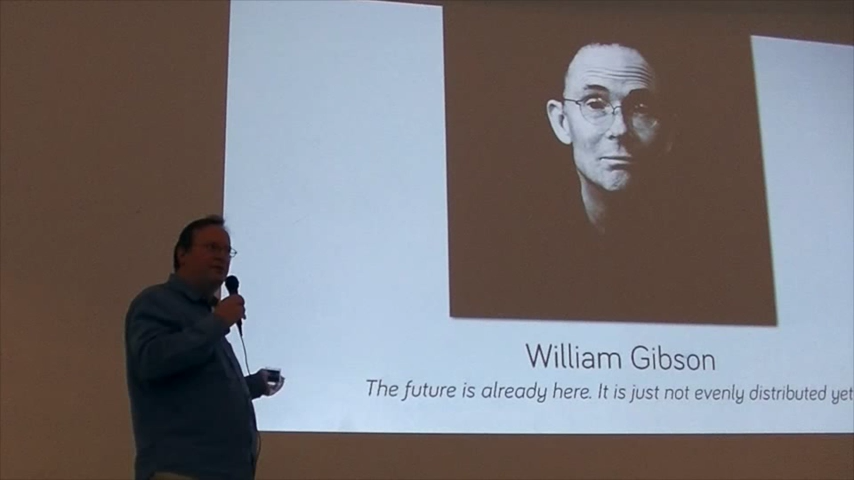 William Gibson
The future is already here. It is just not evenly distributed yet